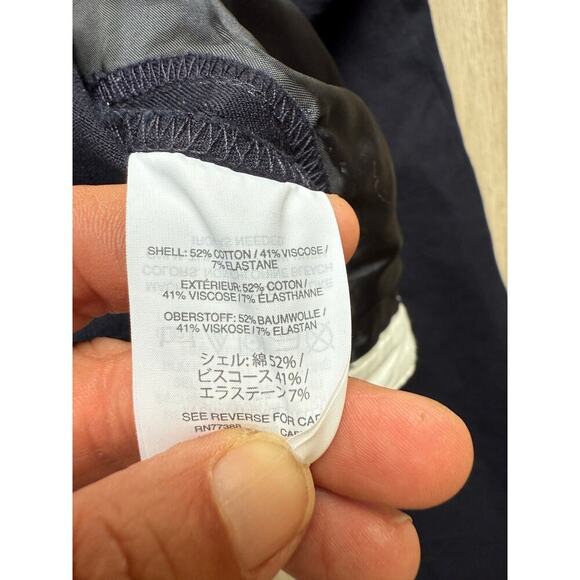 SHELL: 52% COTTON / 41% VISCOSE /
7% ELASTANE
EXTÉRIEUR: 52% COTON /
41% VISCOSE / 7% ÉLASTHANNE
OBERSTOFF: 52% BAUMWOLLE /
41% VISKOSE / 7% ELASTAN
シェル: 綿 52% /
ビスコース 41% /
エラステーン 7%
SEE REVERSE FOR CAR
RN77388